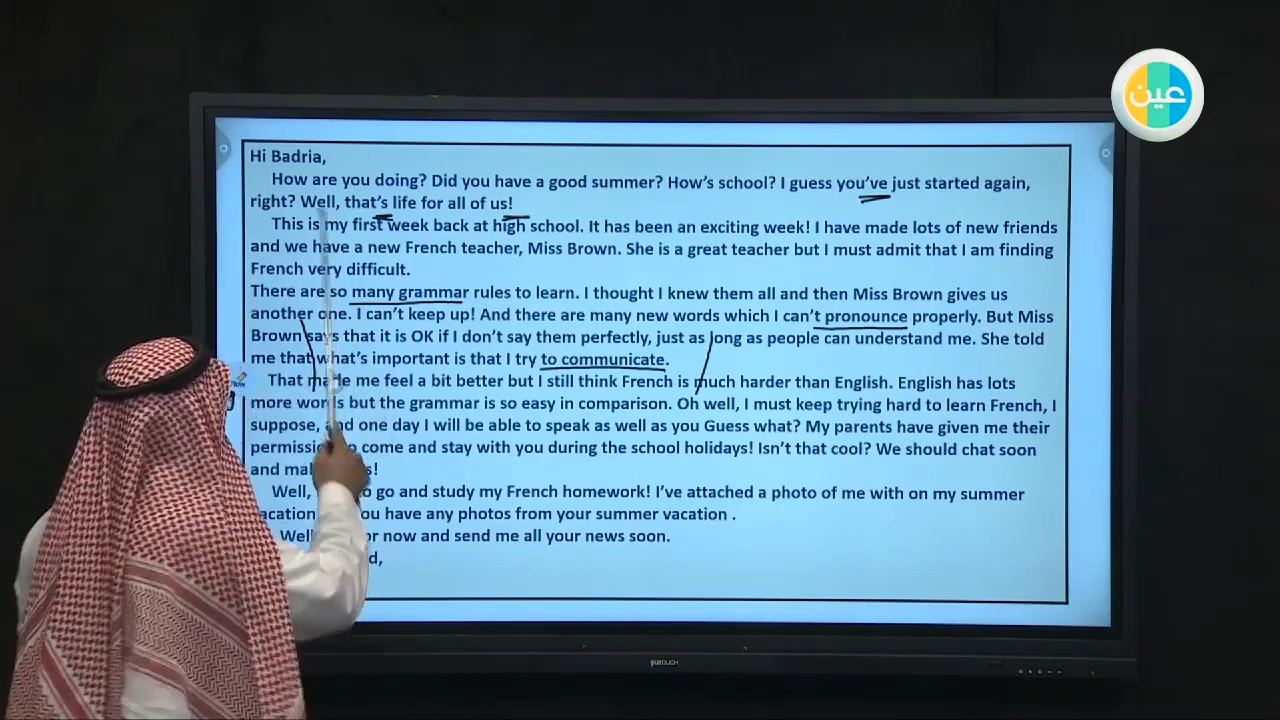 عين
Hi Badria,
How are you doing? Did you have a good summer? How's school? I guess you've just started again,
right? Well, that's life for all of us!
This is my first week back at high school. It has been an exciting week! I have made lots of new friends
and we have a new French teacher, Miss Brown. She is a great teacher but I must admit that I am finding
French very difficult.
There are so many grammar rules to learn. I thought I knew them all and then Miss Brown gives us
another one. I can't keep up! And there are many new words which I can't pronounce properly. But Miss
Brown says that it is OK if I don't say them perfectly, just as long as people can understand me. She told
me that what's important is that I try to communicate.
That made me feel a bit better but I still think French is much harder than English. English has lots
more words but the grammar is so easy in comparison. Oh well, I must keep trying hard to learn French, I
suppose, and one day I will be able to speak as well as you Guess what? My parents have given me their
come and stay with you during the school holidays! Isn't that cool? We should chat soon
and
Well, go and study my French homework! I've attached a photo of me with on my summer
have any photos from your summer vacation .
Well now and send me all your news soon.